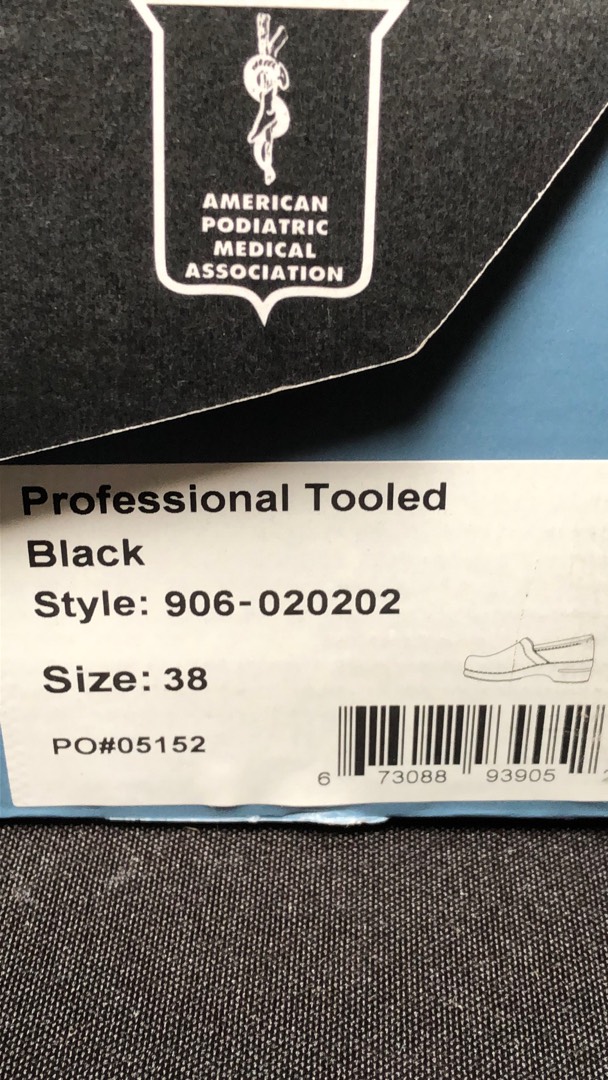 AMERICAN
PODIATRIC
MEDICAL
ASSOCIATION
Professional Tooled
Black
Style: 906-020202
Size: 38
PO#05152
6 73088 93905